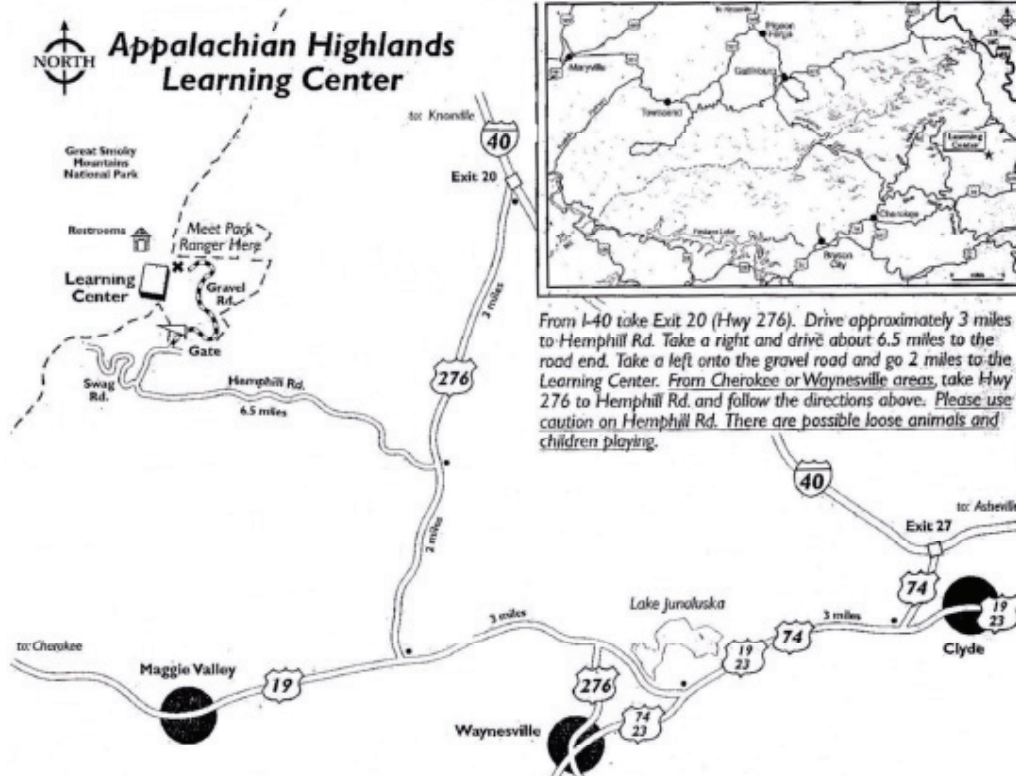 NORTH
Appalachian Highlands
Learning Center
to: Knoxville
40
Exit 20
Great Smoky
Mountains
National Park
Restrooms
Meet Park
Ranger Here
Learning
Center
Gravel
Rd.
Gate
Swag
Rd.
Hemphill Rd.
6.5 miles
3 miles
276
2 miles
Maryville
Pigeon
Forge
Gatlinburg
Townsend
Learning
Center
Cherokee
Fontana Lake
Bryson
City
From I-40 take Exit 20 (Hwy 276). Drive approximately 3 miles
to Hemphill Rd. Take a right and drive about 6.5 miles to the
road end. Take a left onto the gravel road and go 2 miles to the
Learning Center. From Cherokee or Waynesville areas, take Hwy
276 to Hemphill Rd. and follow the directions above. Please use
caution on Hemphill Rd. There are possible loose animals and
children playing.
40
to: Asheville
Exit 27
74
19
23
Clyde
Lake Junaluska
3 miles
3 miles
74
19
23
to: Cherokee
Maggie Valley
19
276
Waynesville
74
23